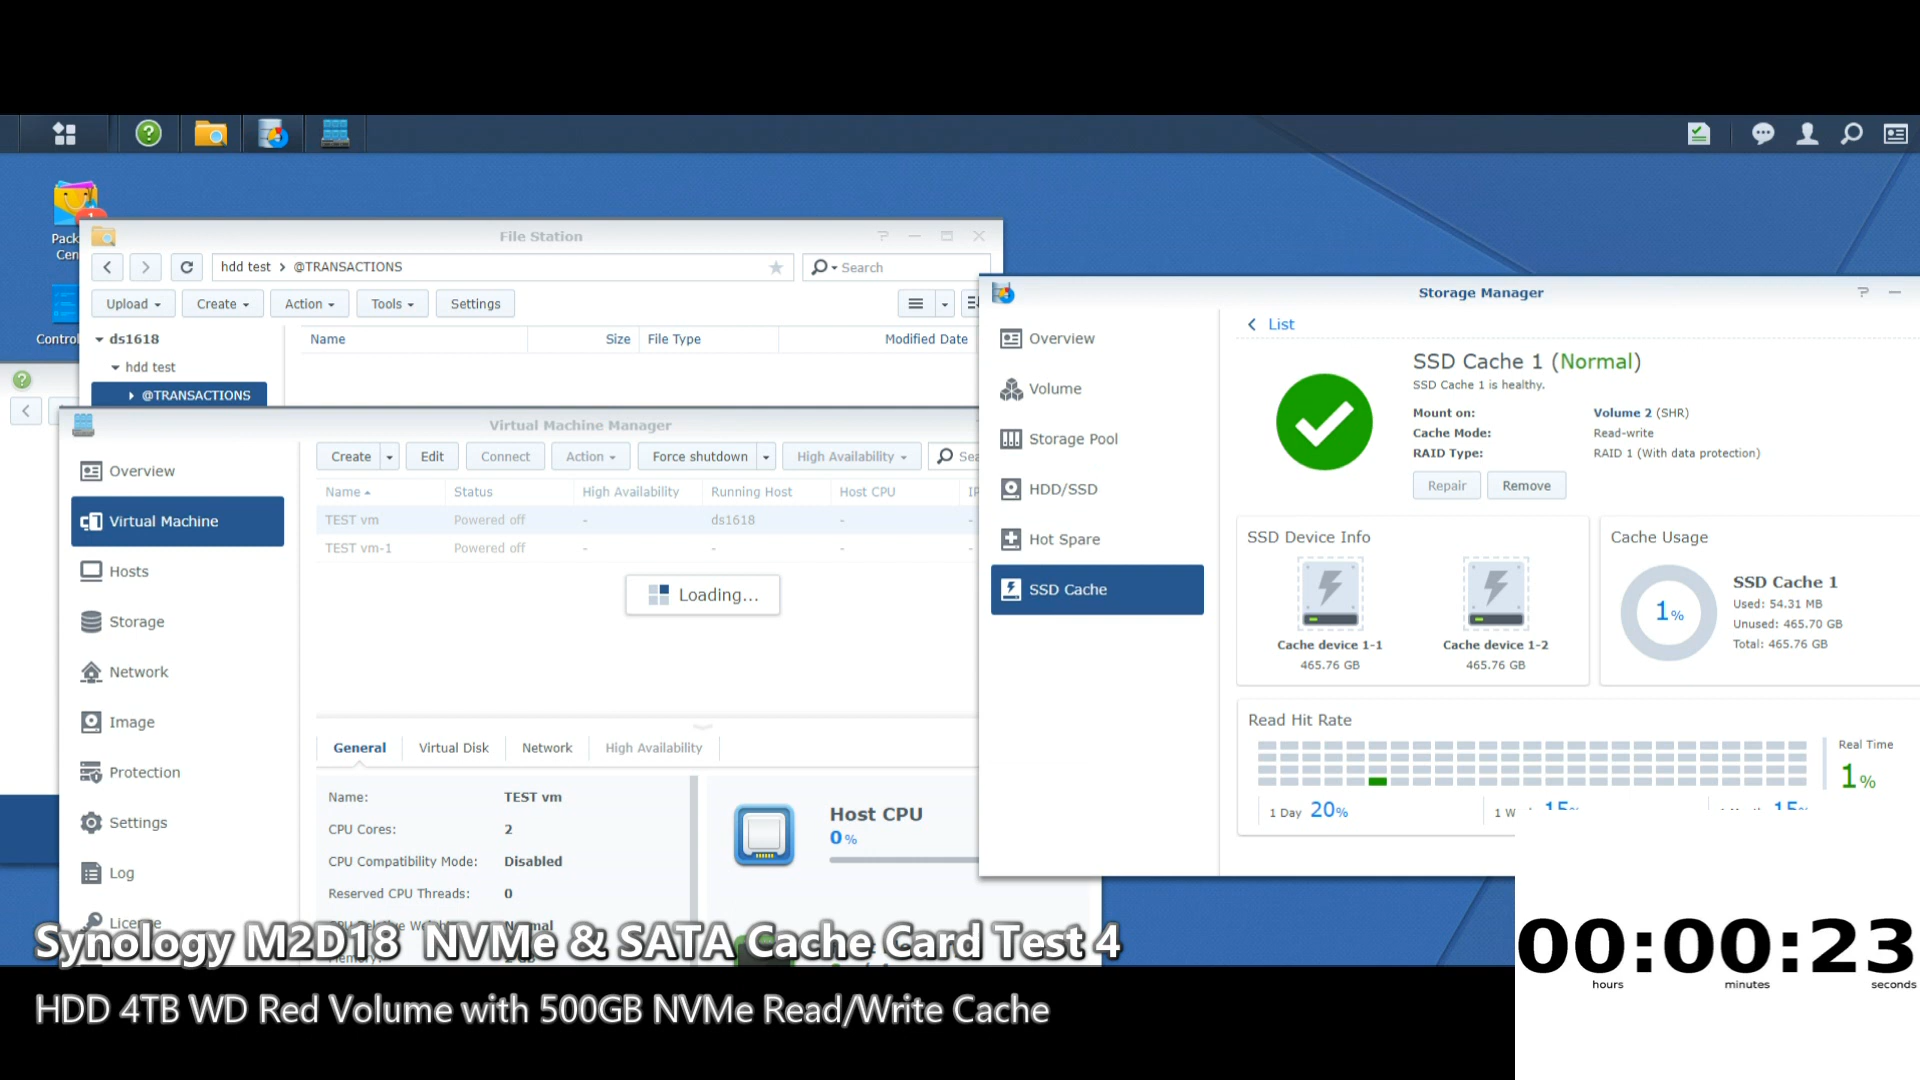 Pack
Cen
Control
File Station
hdd test > @TRANSACTIONS
Search
Upload
Create
Action
Tools
Settings
ds1618
hdd test
@TRANSACTIONS
Name
Size
File Type
Modified Date
Virtual Machine Manager
Overview
Virtual Machine
Hosts
Storage
Network
Image
Protection
Settings
Log
License
Create
Edit
Connect
Action
Force shutdown
High Availability
Sea
Name
Status
High Availability
Running Host
Host CPU
IP
TEST vm
Powered off
-
ds1618
-
-
TEST vm-1
Powered off
-
-
-
-
Loading...
General
Virtual Disk
Network
High Availability
Name: TEST vm
CPU Cores: 2
CPU Compatibility Mode: Disabled
Reserved CPU Threads: 0
Host CPU
0%
Storage Manager
Overview
Volume
Storage Pool
HDD/SSD
Hot Spare
SSD Cache
List
SSD Cache 1 (Normal)
SSD Cache 1 is healthy.
Mount on: Volume 2 (SHR)
Cache Mode: Read-write
RAID Type: RAID 1 (With data protection)
Repair
Remove
SSD Device Info
Cache device 1-1
465.76 GB
Cache device 1-2
465.76 GB
Cache Usage
1%
SSD Cache 1
Used: 54.31 MB
Unused: 465.70 GB
Total: 465.76 GB
Read Hit Rate
Real Time
1%
1 Day 20%
1 W
15%
15%
Synology M2D18 NVMe & SATA Cache Card Test 4
HDD 4TB WD Red Volume with 500GB NVMe Read/Write Cache
00:00:23
hours
minutes
seconds